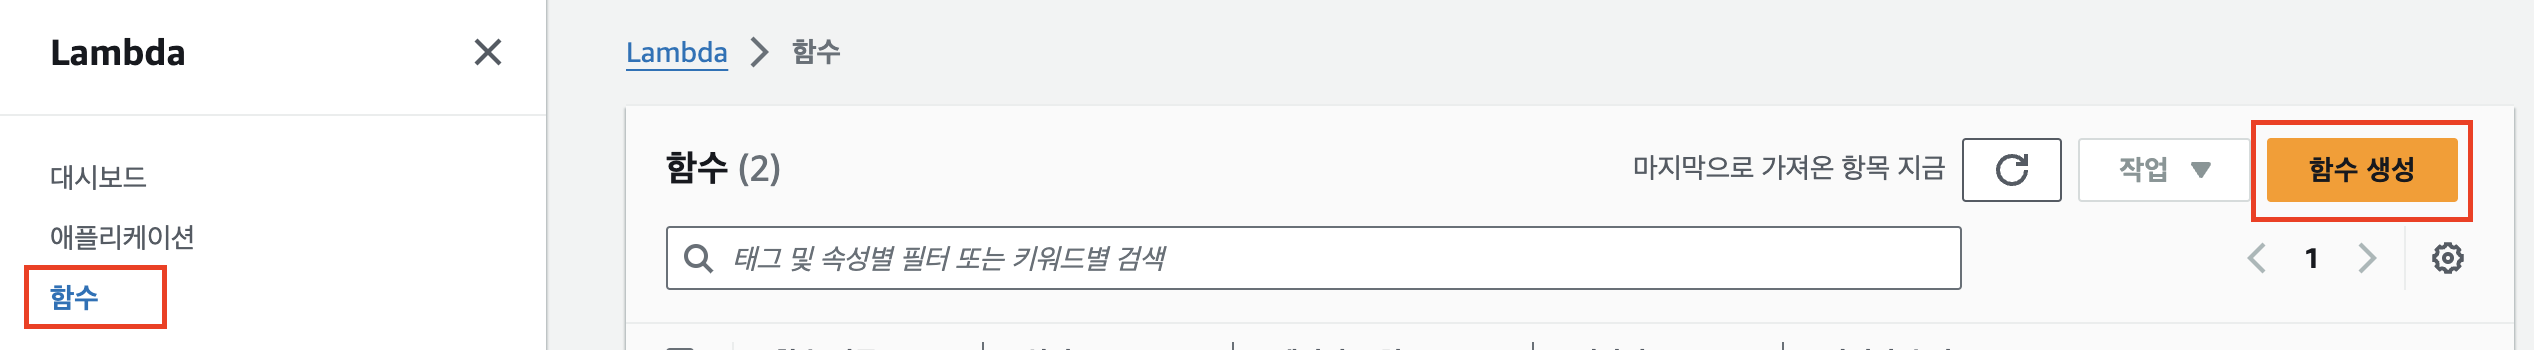 Lambda
대시보드
애플리케이션
함수
Lambda > 함수
함수 (2)
마지막으로 가져온 항목 지금
작업
함수 생성
태그 및 속성별 필터 또는 키워드별 검색
1